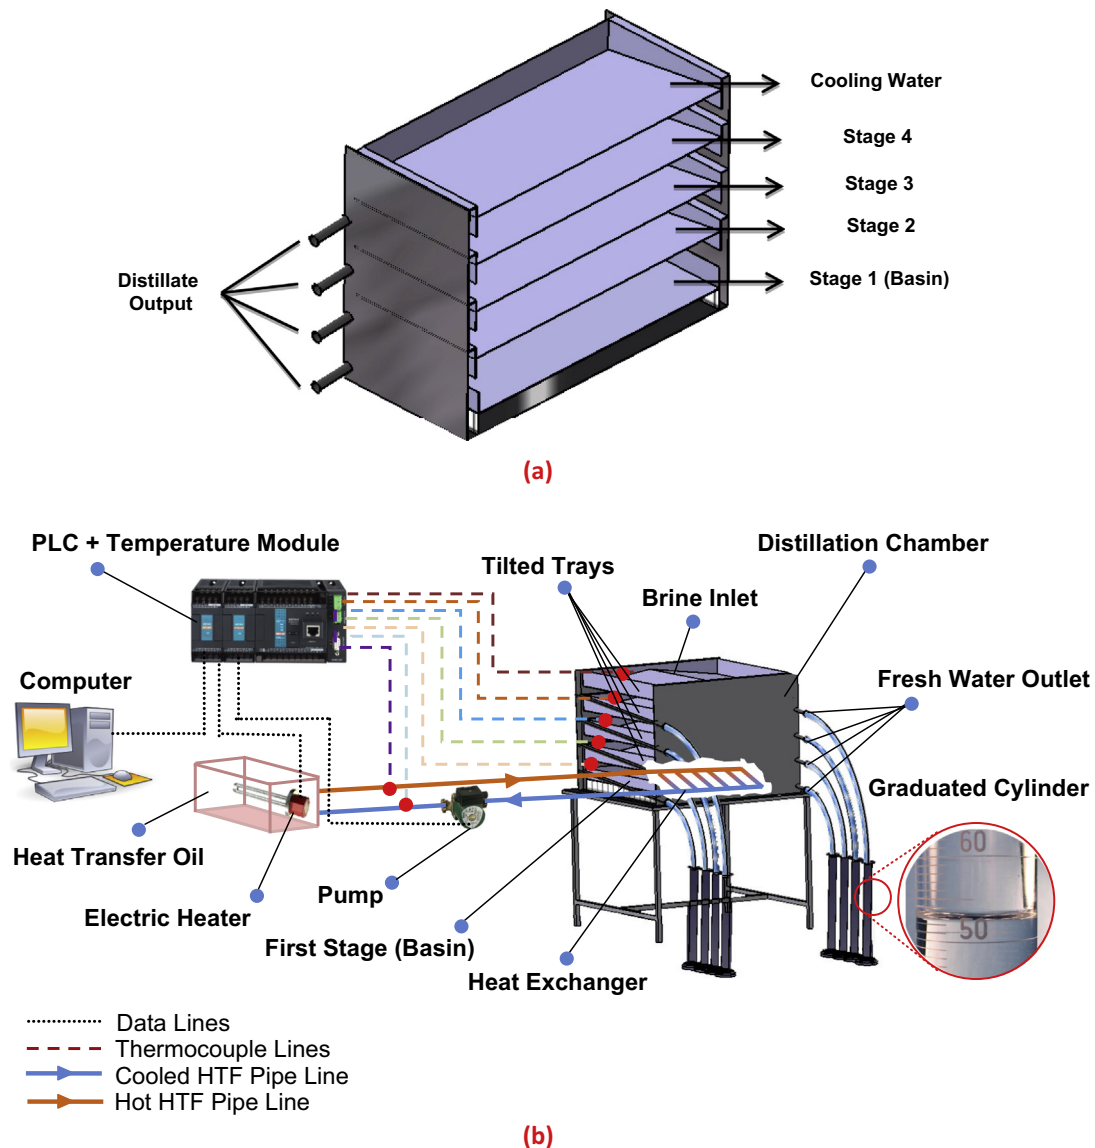 Cooling Water
Stage 4
Stage 3
Stage 2
Stage 1 (Basin)
Distillate
Output
(a)
PLC + Temperature Module
Distillation Chamber
Tilted Trays
Brine Inlet
Computer
Fresh Water Outlet
Graduated Cylinder
60
50
Heat Transfer Oil
Pump
Electric Heater
First Stage (Basin)
Heat Exchanger
Data Lines
Thermocouple Lines
Cooled HTF Pipe Line
Hot HTF Pipe Line
(b)